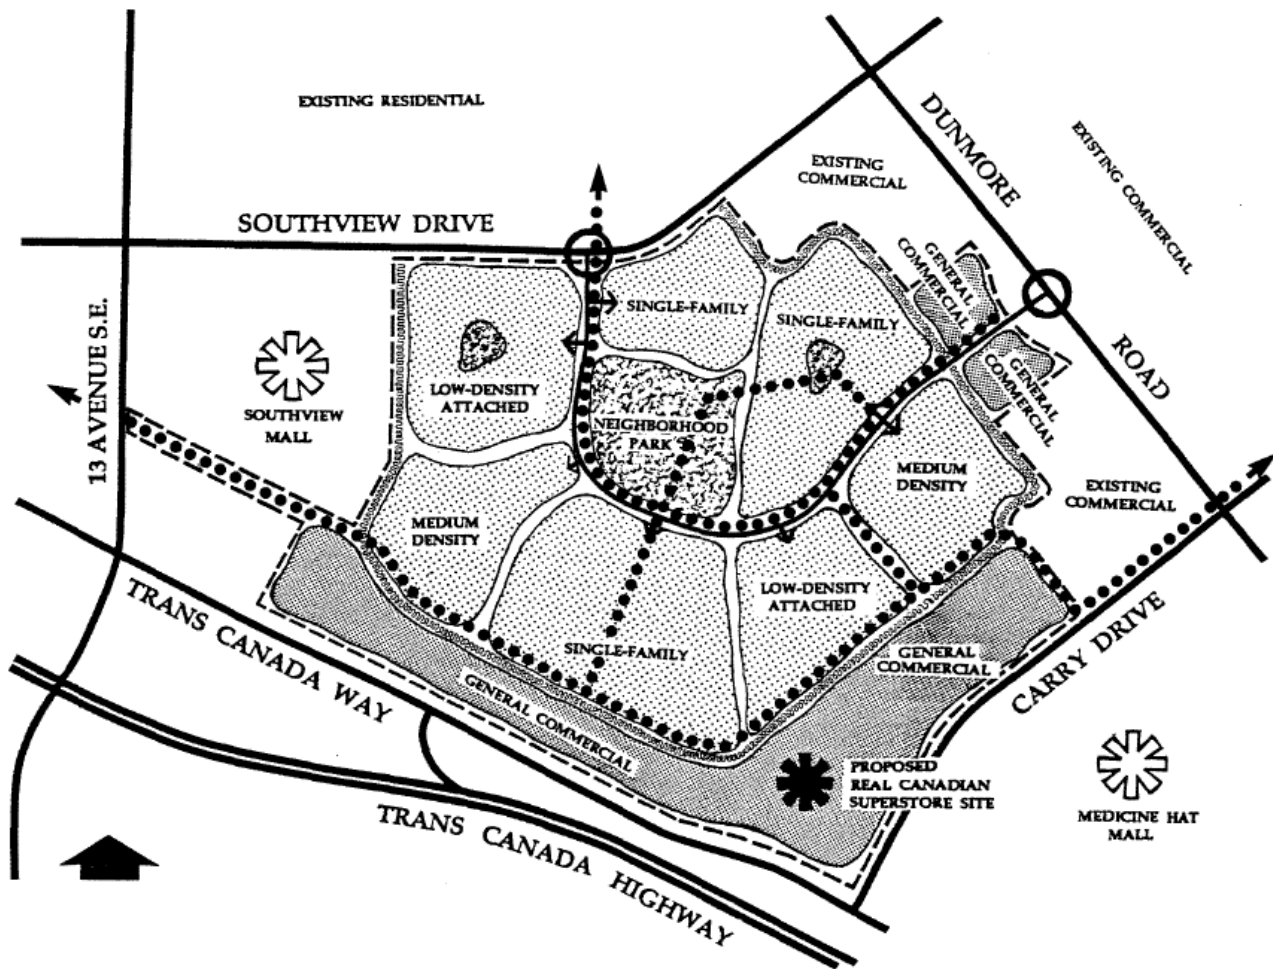 EXISTING RESIDENTIAL
SOUTHVIEW DRIVE
13 AVENUE S.E.
DUNMORE
ROAD
EXISTING COMMERCIAL
EXISTING
COMMERCIAL
GENERAL
COMMERCIAL
GENERAL
COMMERCIAL
SINGLE-FAMILY
SINGLE-FAMILY
SOUTHVIEW
MALL
LOW-DENSITY
ATTACHED
NEIGHBORHOOD
PARK
MEDIUM
DENSITY
EXISTING
COMMERCIAL
MEDIUM
DENSITY
LOW-DENSITY
ATTACHED
SINGLE-FAMILY
GENERAL
COMMERCIAL
CARRY DRIVE
TRANS CANADA WAY
GENERAL COMMERCIAL
PROPOSED
REAL CANADIAN
SUPERSTORE SITE
MEDICINE HAT
MALL
TRANS CANADA HIGHWAY